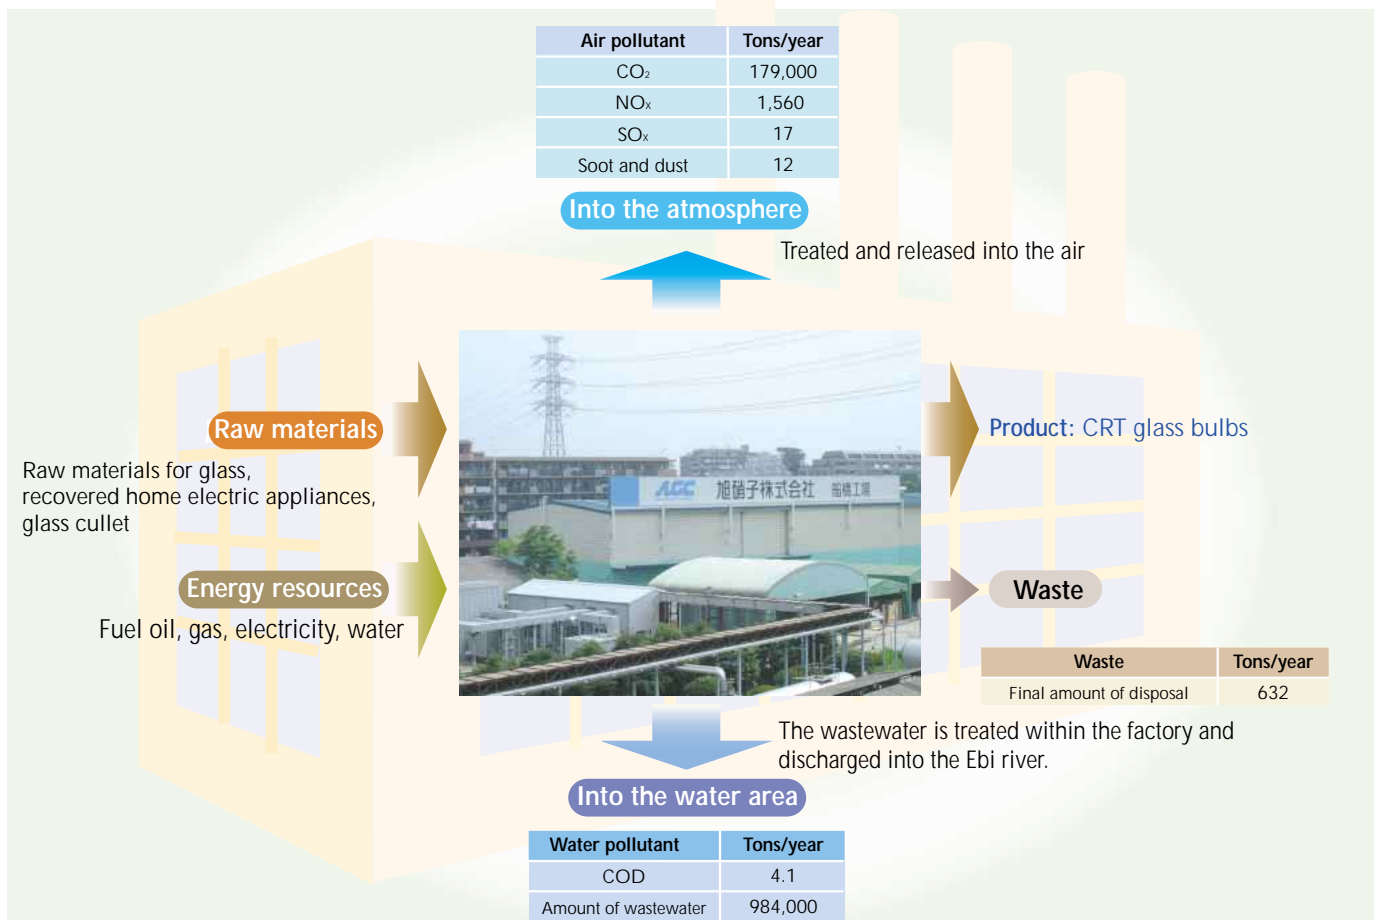 Air pollutant Tons/year
CO₂ 179,000
NOx 1,560
SOx 17
Soot and dust 12
Into the atmosphere
Treated and released into the air
Raw materials
Raw materials for glass,
recovered home electric appliances,
glass cullet
Energy resources
Fuel oil, gas, electricity, water
AGC 旭硝子株式会社 船橋工場
Product: CRT glass bulbs
Waste
Waste Tons/year
Final amount of disposal 632
The wastewater is treated within the factory and
discharged into the Ebi river.
Into the water area
Water pollutant Tons/year
COD 4.1
Amount of wastewater 984,000